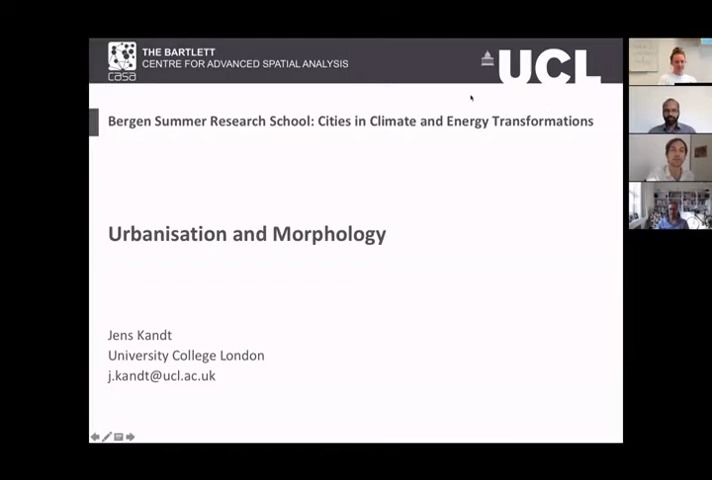 THE BARTLETT
CENTRE FOR ADVANCED SPATIAL ANALYSIS
casa
UCL
Bergen Summer Research School: Cities in Climate and Energy Transformations
Urbanisation and Morphology
Jens Kandt
University College London
j.kandt@ucl.ac.uk